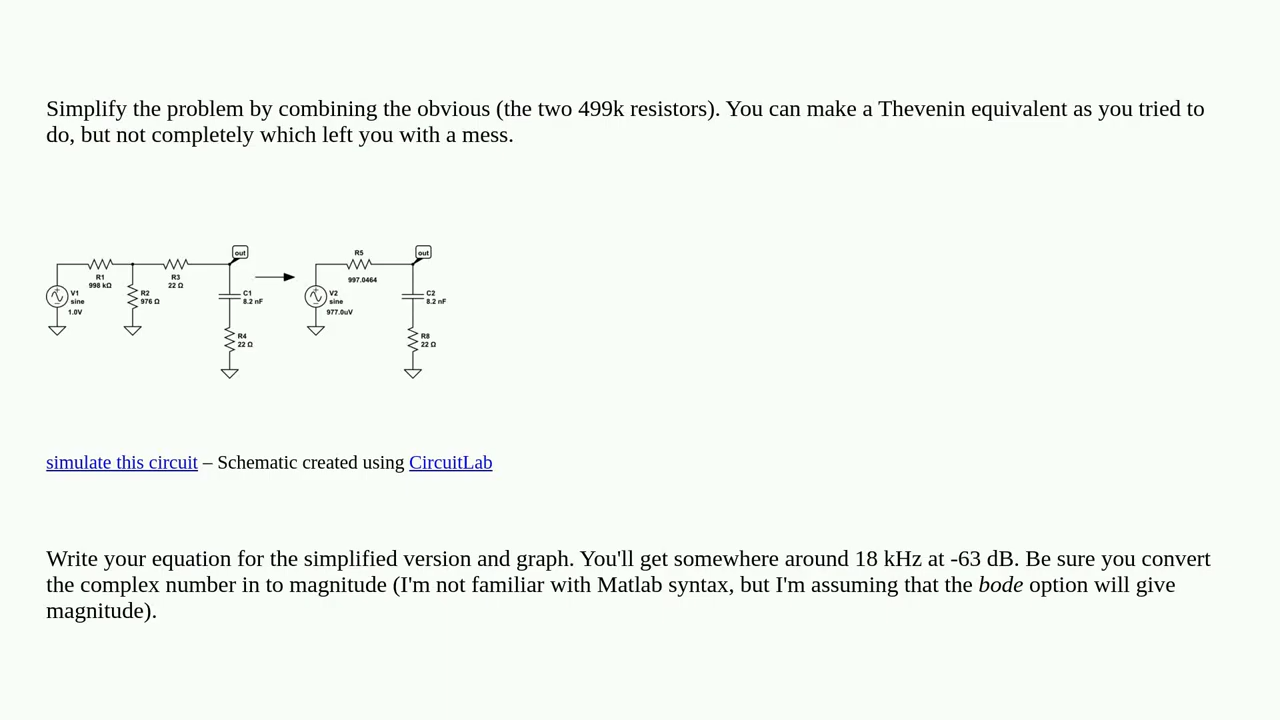 Simplify the problem by combining the obvious (the two 499k resistors). You can make a Thevenin equivalent as you tried to
do, but not completely which left you with a mess.
out
out
R5
R1
998 kΩ
R3
22 Ω
997.0464
V1
sine
1.0V
R2
976 Ω
C1
8.2 nF
V2
sine
977.0uV
C2
8.2 nF
R4
22 Ω
R8
22 Ω
simulate this circuit – Schematic created using CircuitLab
Write your equation for the simplified version and graph. You'll get somewhere around 18 kHz at -63 dB. Be sure you convert
the complex number in to magnitude (I'm not familiar with Matlab syntax, but I'm assuming that the bode option will give
magnitude).